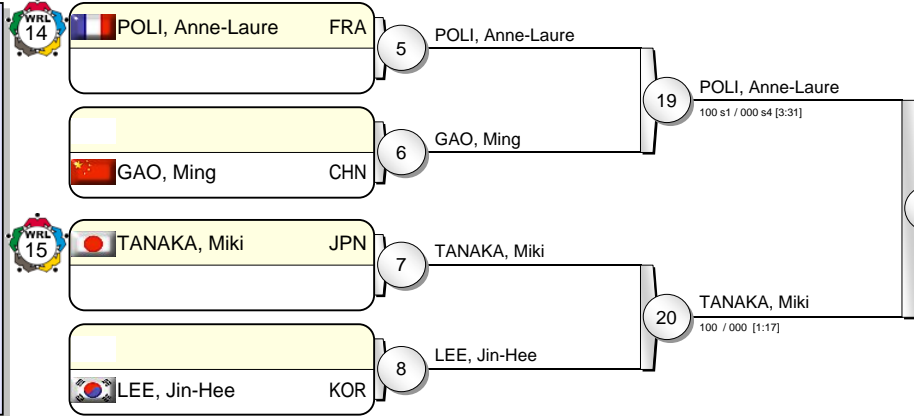 WRL
14
POLI, Anne-Laure FRA
5
POLI, Anne-Laure
19
POLI, Anne-Laure
100 s1 / 000 s4 [3:31]
GAO, Ming CHN
6
GAO, Ming
WRL
15
TANAKA, Miki JPN
7
TANAKA, Miki
20
TANAKA, Miki
100 / 000 [1:17]
LEE, Jin-Hee KOR
8
LEE, Jin-Hee